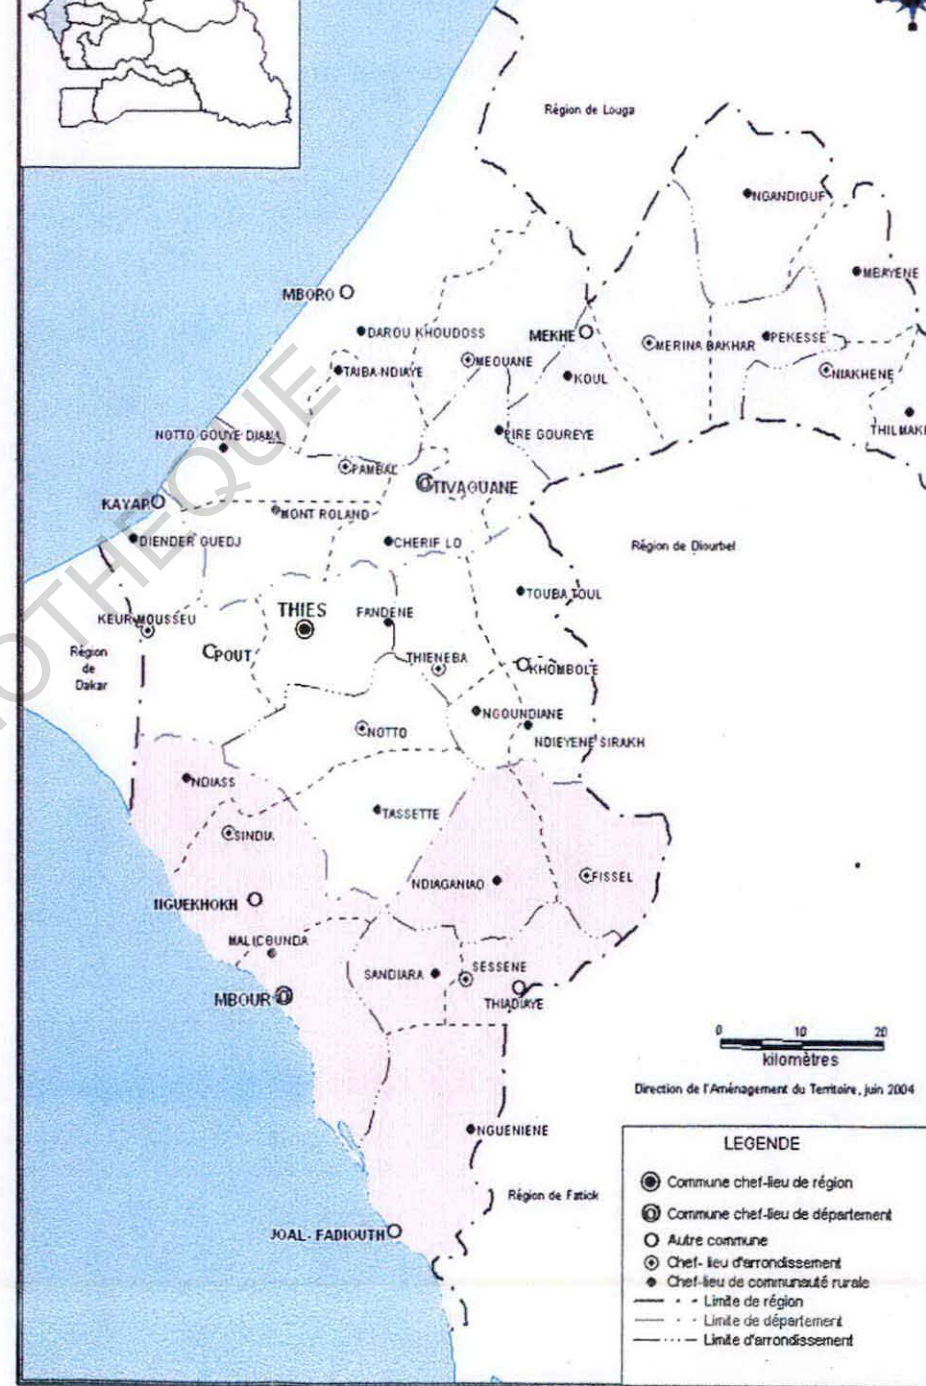 Région de Louga
NGANDIOUF
MBAYENE
MBORO
DAROU KHOUDOSS
MEKHE
MERINA DAKHAR
PEKESSE
MEOUANE
TAIBA-NDIAYE
KOUL
NIAKHENE
THILMAK
NOTTO GOUYE DIAMA
PIRE GOUREYE
PAMBAL
TIVAOUANE
KAYAR
MONT ROLAND
DIENDER GUEDJ
CHERIF LO
Région de Diourbel
TOUBA TOUL
THIES
FANDENE
KEUR MOUSSEU
Région
de
Dakar
POUT
THIENEBA
KHOMBOLE
NGOUNDIANE
NOTTO
NDIEYENE SIRAKH
NDIASS
TASSETTE
SINDIA
NDIAGANIAO
FISSEL
NGUEKHOKH
MALICOUNDA
SANDIARA
SESSENE
MBOUR
THIADIAYE
0 10 20
kilomètres
Direction de l'Aménagement du Territoire, juin 2004
NGUENIENE
Région de Fatick
JOAL- FADIOUTH
LEGENDE
Commune chef-lieu de région
Commune chef-lieu de département
Autre commune
Chef- lieu d'arrondissement
Chef-lieu de communauté rurale
Limite de région
Limite de département
Limite d'arrondissement
OTHEQUE